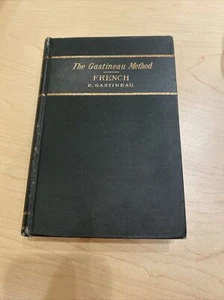 The Gastineau Method
FRENCH
E. GASTINEAU.